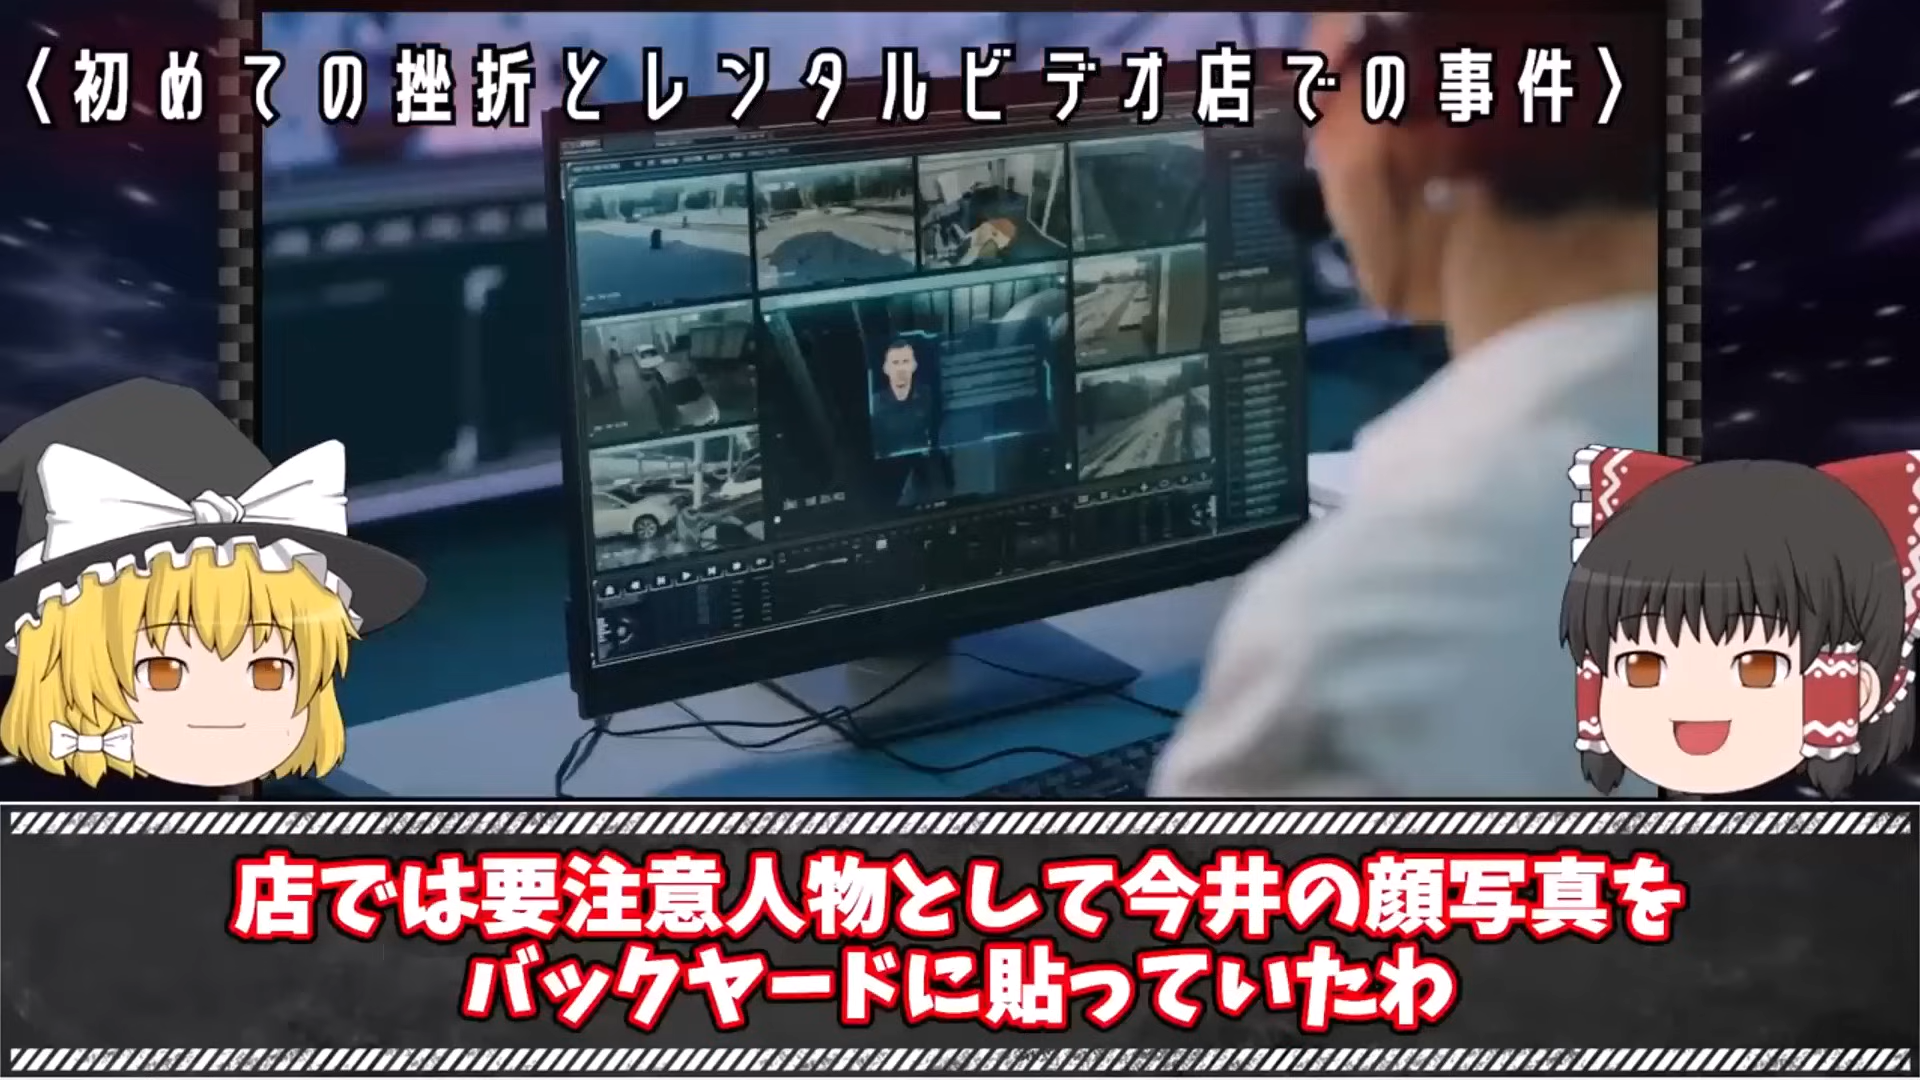 〈初めての挫折とレンタルビデオ店での事件〉
店では要注意人物として今井の顔写真を
バックヤードに貼っていたわ